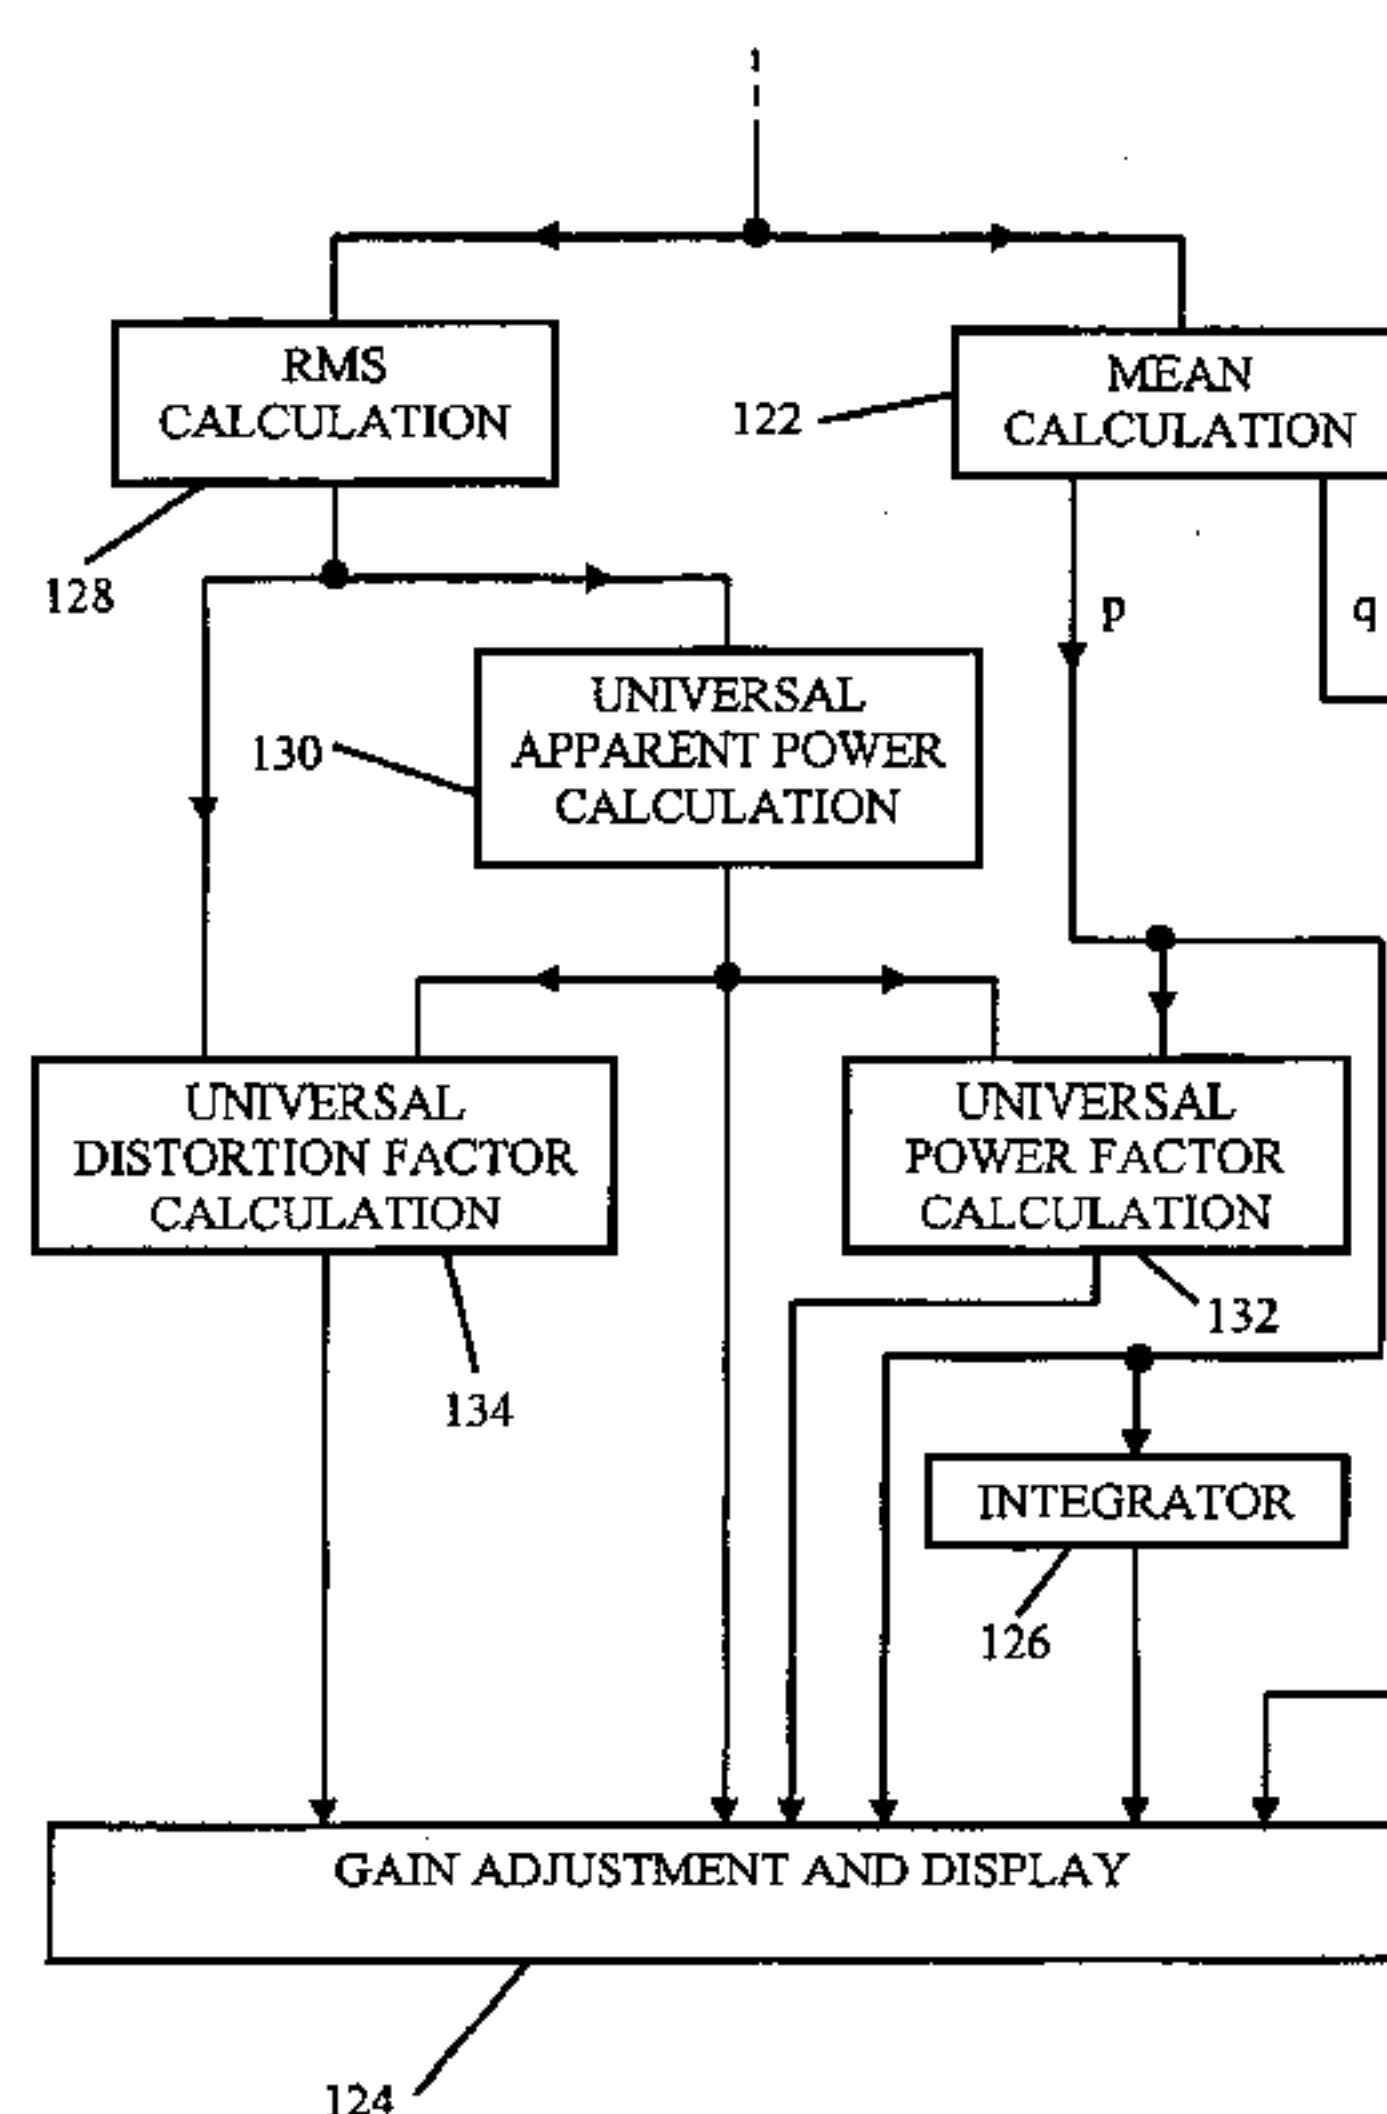 RMS
CALCULATION
122
MEAN
CALCULATION
128
p
q
UNIVERSAL
APPARENT POWER
CALCULATION
130
UNIVERSAL
DISTORTION FACTOR
CALCULATION
UNIVERSAL
POWER FACTOR
CALCULATION
132
134
INTEGRATOR
126
GAIN ADJUSTMENT AND DISPLAY
124